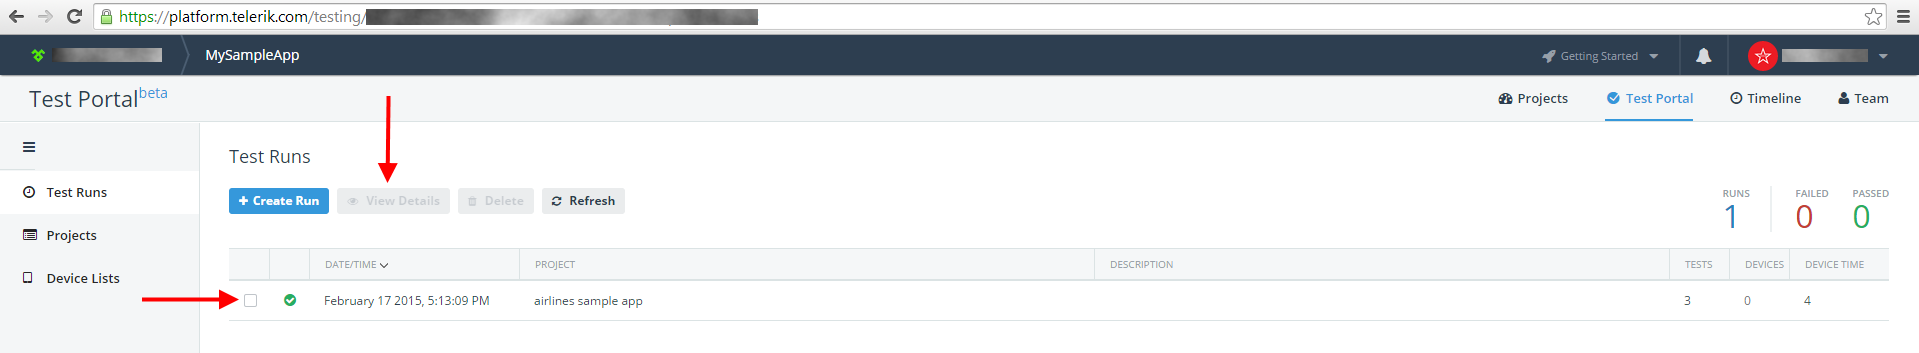 https://platform.telerik.com/testing/
MySampleApp
Getting Started
Test Portal beta
Projects
Test Portal
Timeline
Team
Test Runs
Projects
Device Lists
Test Runs
Create Run
View Details
Delete
Refresh
RUNS
1
FAILED
0
PASSED
0
DATE/TIME PROJECT DESCRIPTION TESTS DEVICES DEVICE TIME
February 17 2015, 5:13:09 PM airlines sample app 3 0 4